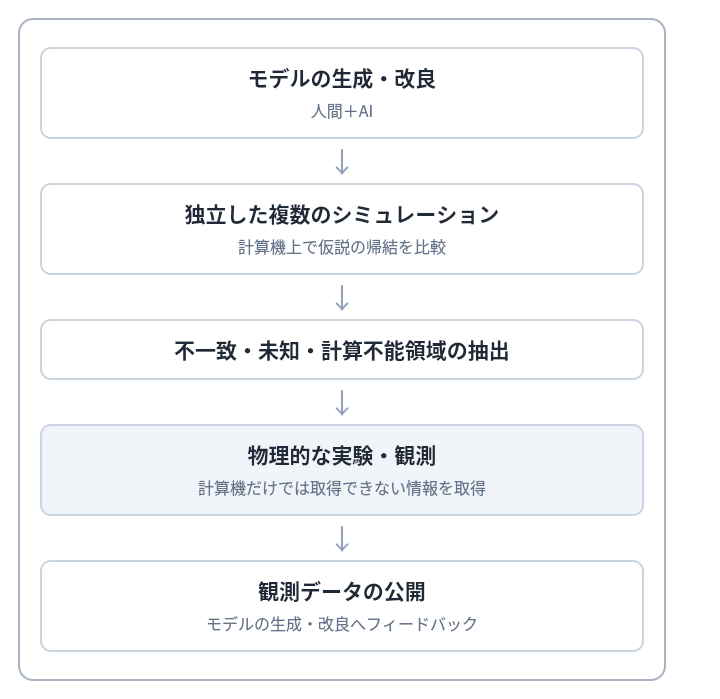 モデルの生成・改良
人間＋AI
独立した複数のシミュレーション
計算機上で仮説の帰結を比較
不一致・未知・計算不能領域の抽出
物理的な実験・観測
計算機だけでは取得できない情報を取得
観測データの公開
モデルの生成・改良へフィードバック